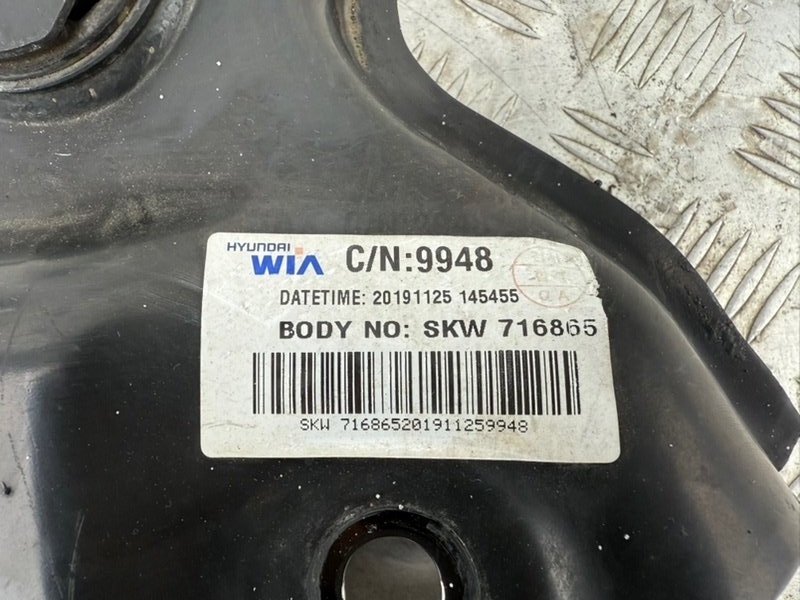 HYUNDAI
WIA C/N:9948
DATETIME: 20191125 145455
BODY NO: SKW 716865
SKW 716865201911259948
Q.A